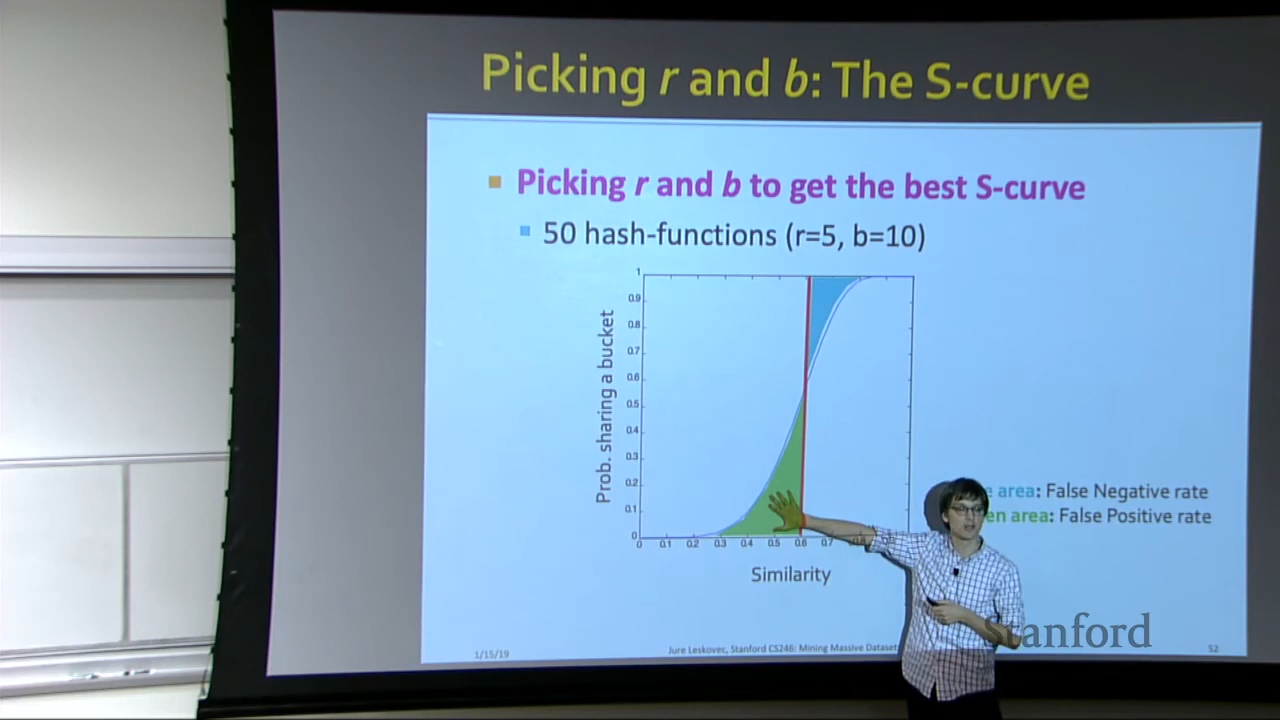 Picking r and b: The S-curve
Picking r and b to get the best S-curve
50 hash-functions (r=5, b=10)
Prob. sharing a bucket
1
0.9
0.8
0.7
0.6
0.5
0.4
0.3
0.2
0.1
0
0 0.1 0.2 0.3 0.4 0.5 0.6 0.7 0.8 0.9
Similarity
e area: False Negative rate
en area: False Positive rate
Stanford
1/15/19
Jure Leskovec, Stanford CS246: Mining Massive Dataset
52